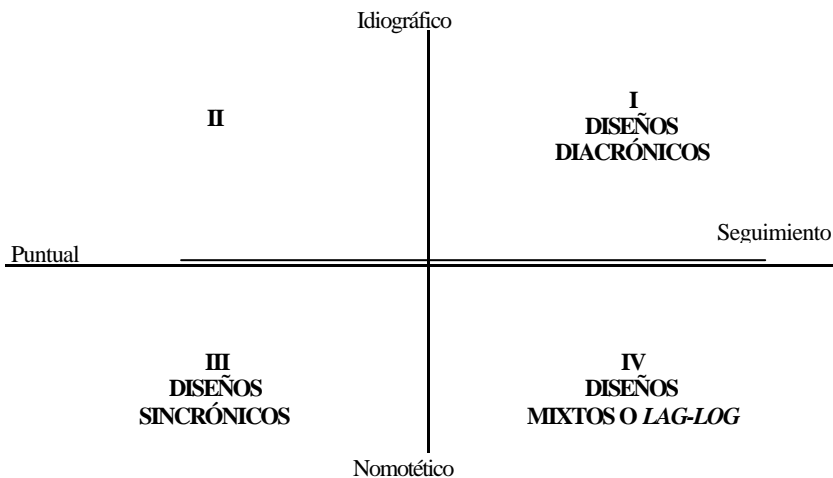 Idiográfico
II
I
DISEÑOS
DIACRÓNICOS
Seguimiento
Puntual
III
DISEÑOS
SINCRÓNICOS
IV
DISEÑOS
MIXTOS O LAG-LOG
Nomotético